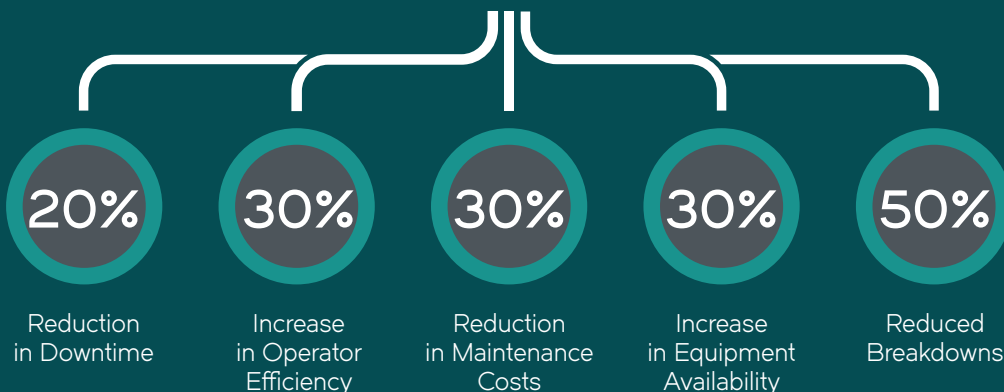 20%
30%
30%
30%
50%
Reduction
in Downtime
Increase
in Operator
Efficiency
Reduction
in Maintenance
Costs
Increase
in Equipment
Availability
Reduced
Breakdowns